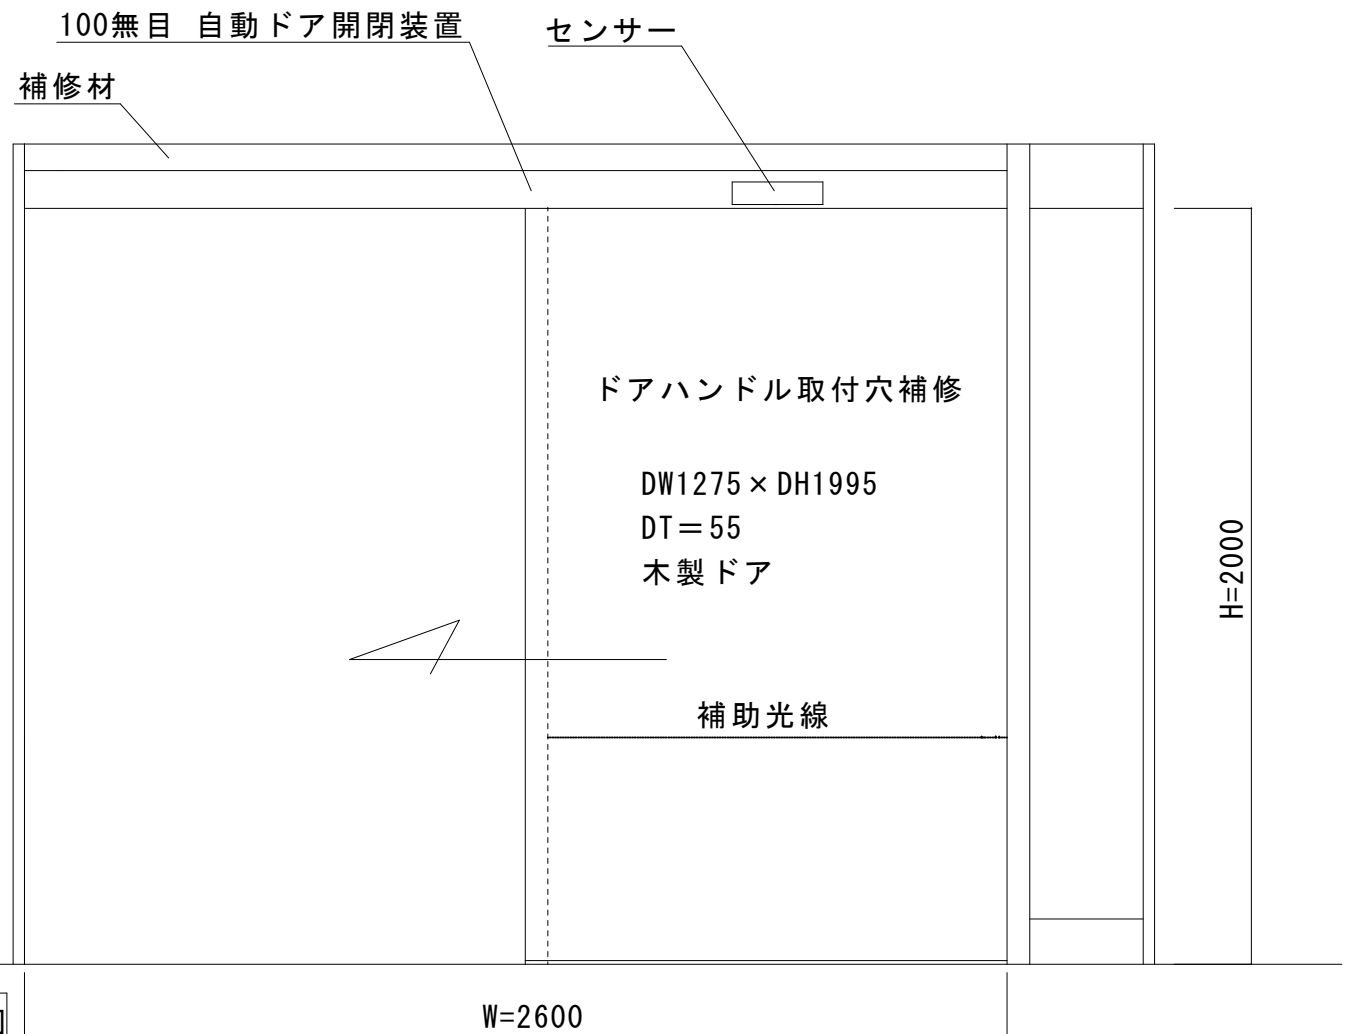 100無目 自動ドア開閉装置
センサー
補修材
ドアハンドル取付穴補修
DW1275×DH1995
DT＝55
木製ドア
H=2000
補助光線
W=2600